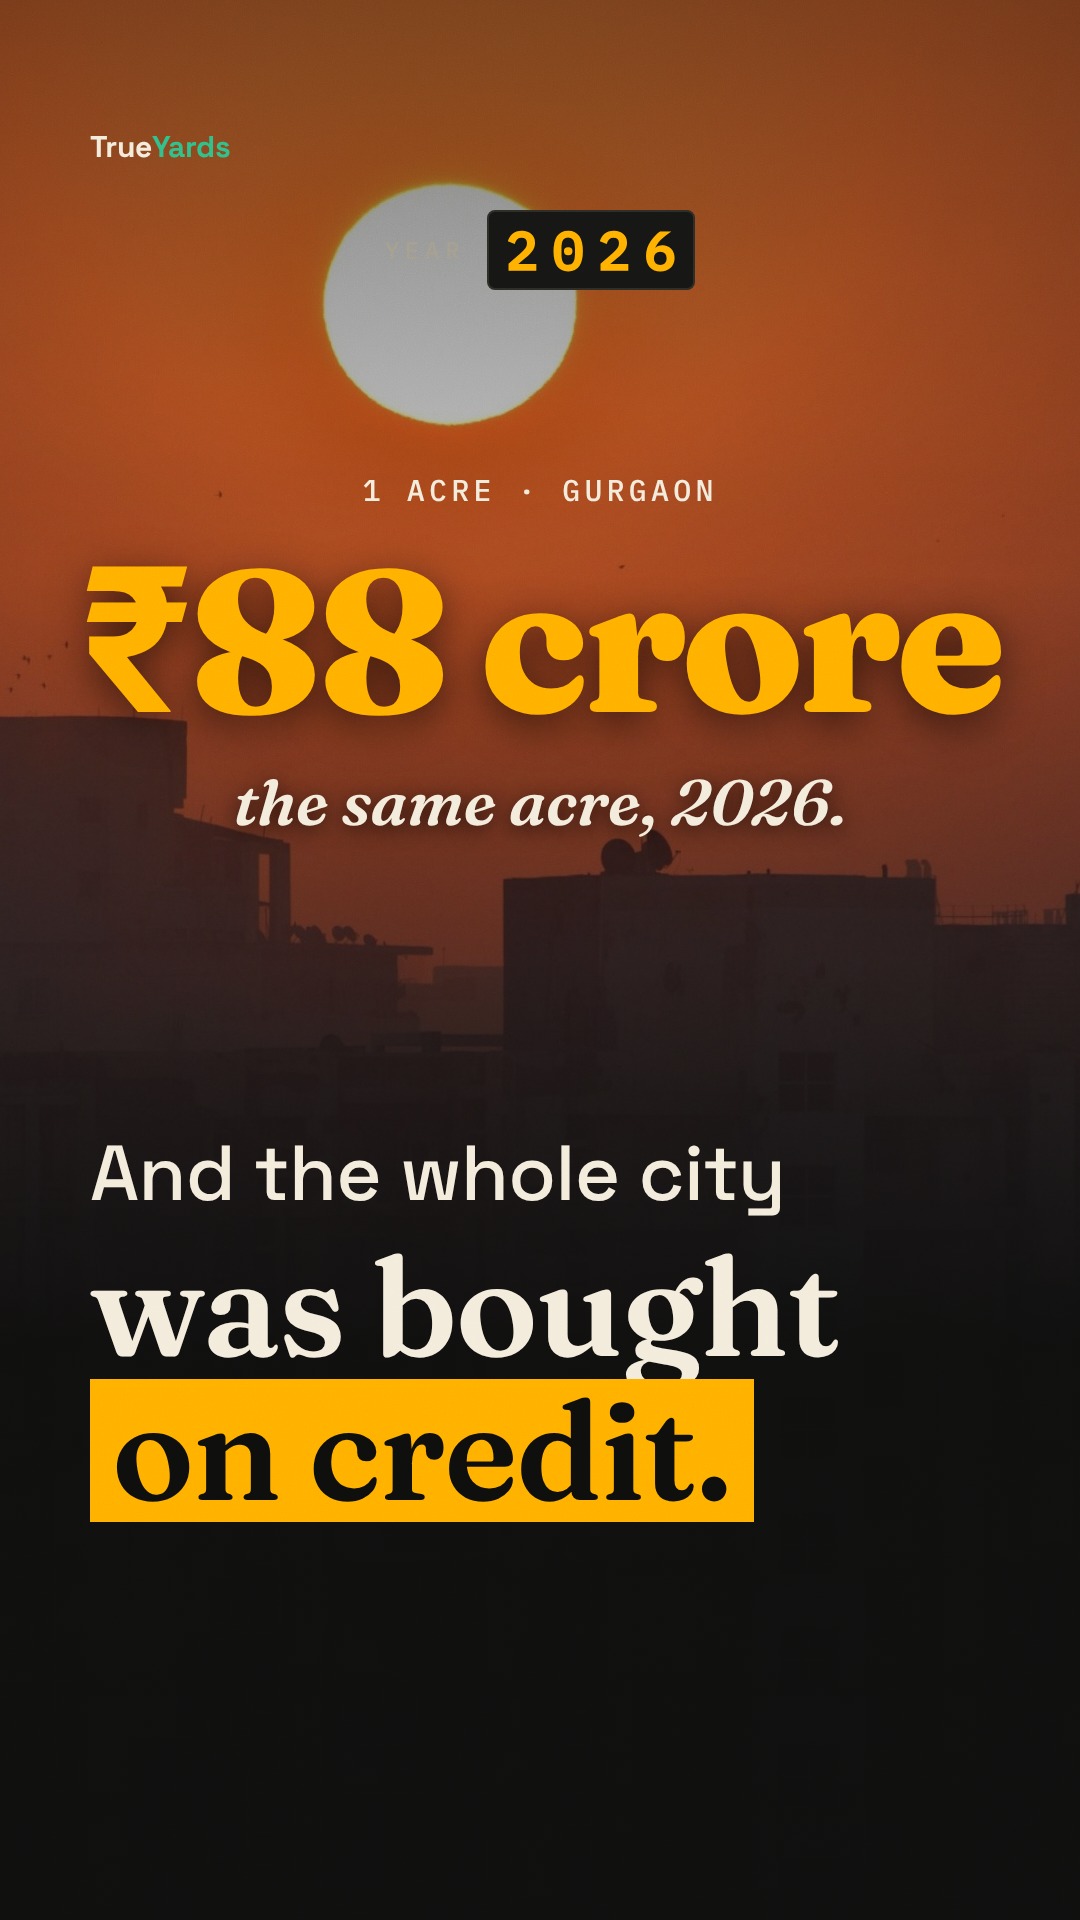 TrueYards
YEAR 2026
1 ACRE · GURGAON
₹88 crore
the same acre, 2026.
And the whole city
was bought
on credit.